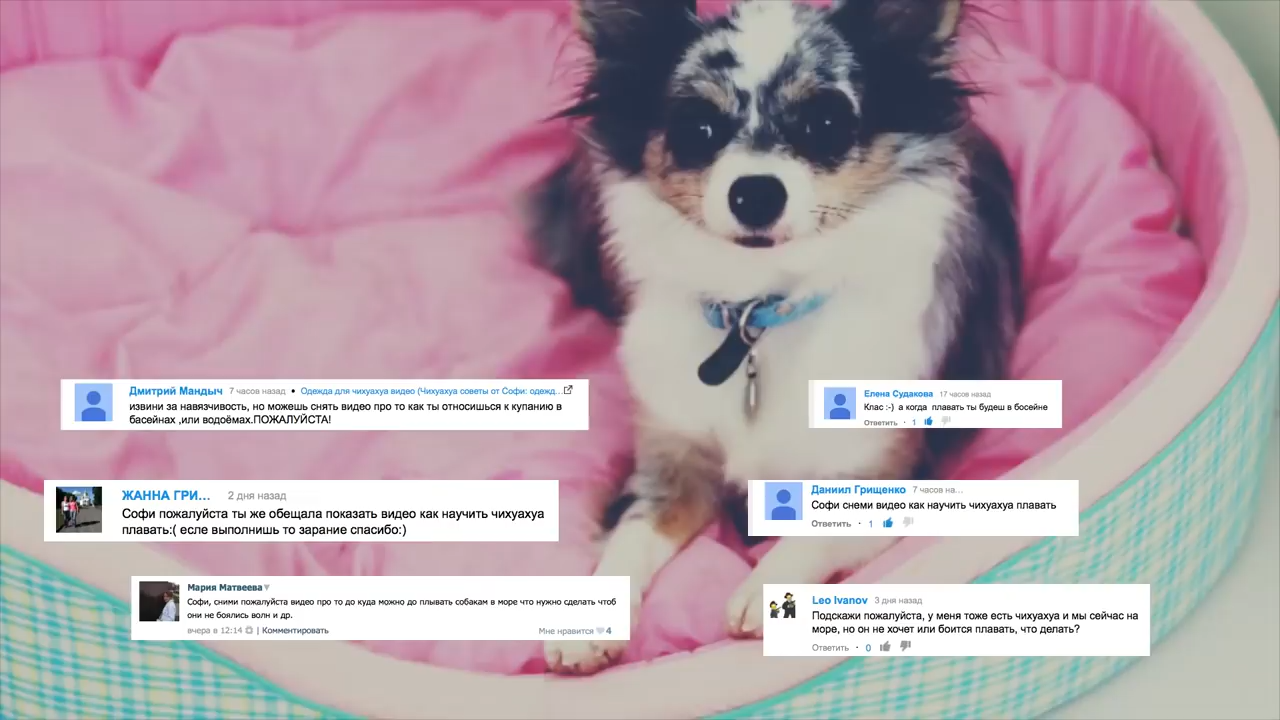 Дмитрий Мандыч 7 часов назад • Одежда для чихуахуа видео (Чихуахуа советы от Софи: одежд...
извини за навязчивость, но можешь снять видео про то как ты относишься к купанию в
басейнах ,или водоёмах.ПОЖАЛУЙСТА!
Елена Судакова 17 часов назад
Клас :-) а когда плавать ты будеш в босейне
Ответить · 1
ЖАННА ГРИ... 2 дня назад
Софи пожалуйста ты же обещала показать видео как научить чихуахуа
плавать:( есле выполнишь то зарание спасибо:)
Даниил Грищенко 7 часов на...
Софи снеми видео как научить чихуахуа плавать
Ответить · 1
Мария Матвеева
Софи, сними пожалуйста видео про то до куда можно до плывать собакам в море что нужно сделать чтоб
они не боялись волн и др.
вчера в 12:14 | Комментировать Мне нравится 4
Leo Ivanov 3 дня назад
Подскажи пожалуйста, у меня тоже есть чихуахуа и мы сейчас на
море, но он не хочет или боится плавать, что делать?
Ответить · 0